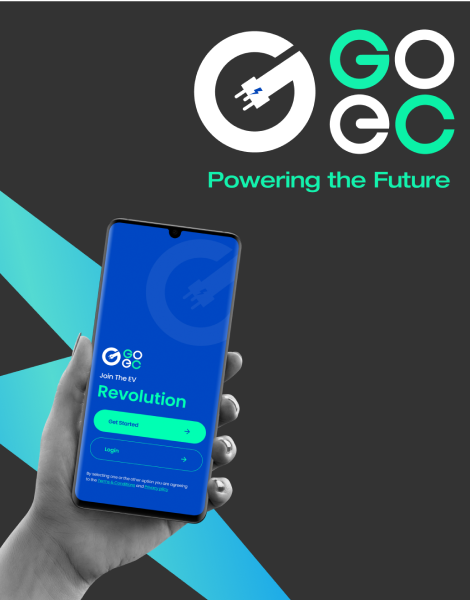 GO
eC
Powering the Future
GO
eC
Join The EV
Revolution
Get Started
Login
By selecting one or the other option you are agreeing
to the Terms & Conditions and Privacy policy